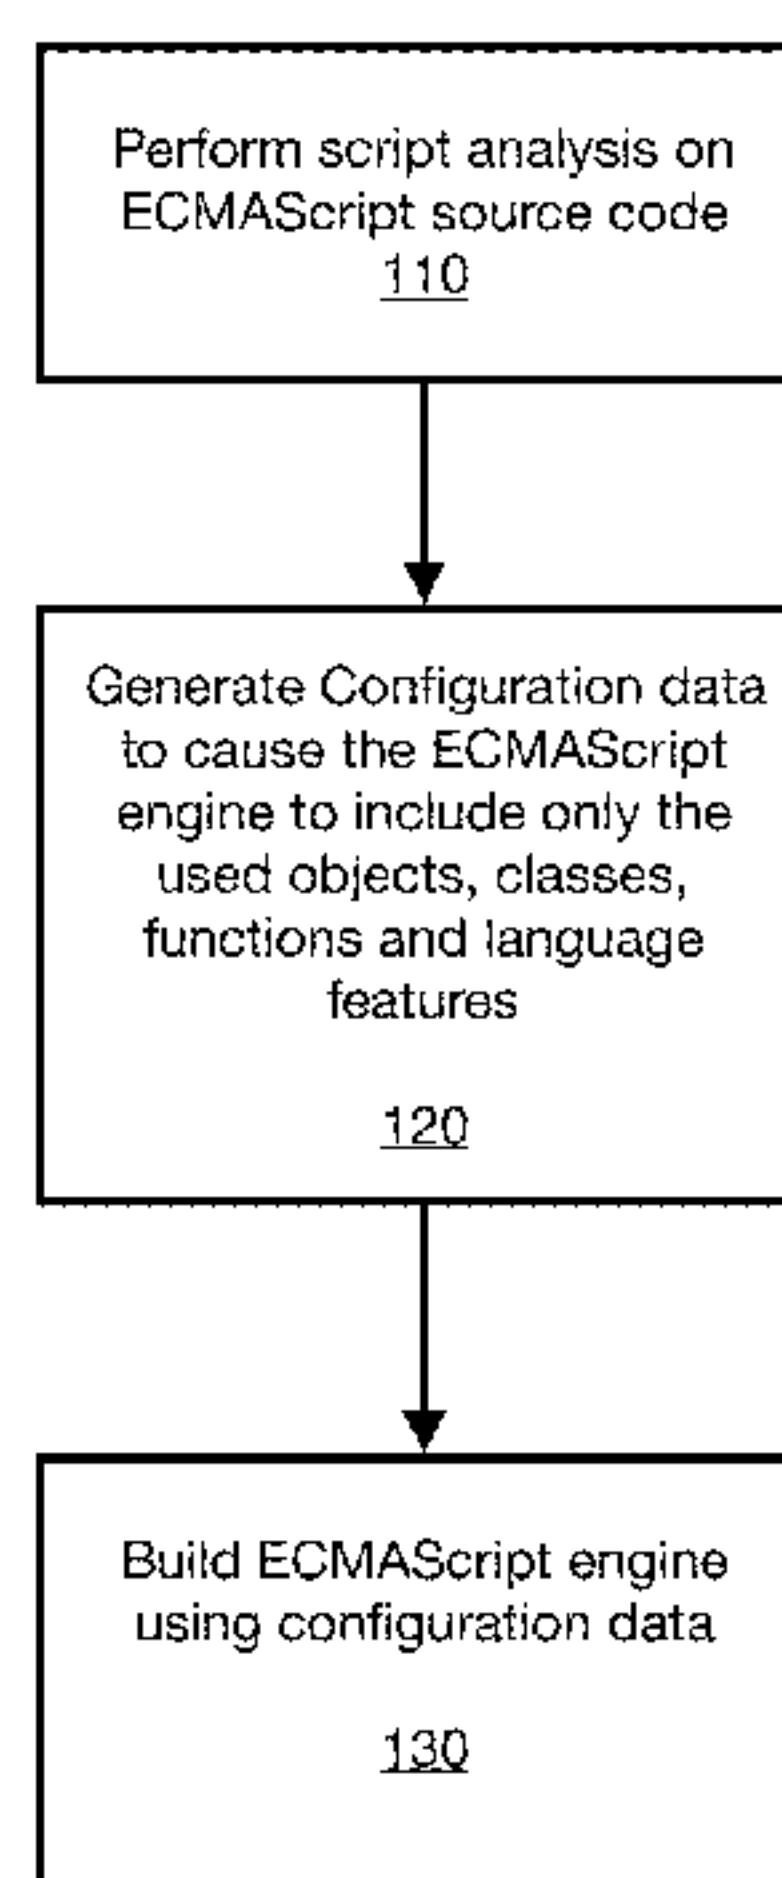 Perform script analysis on
ECMAScript source code
110
Generate Configuration data
to cause the ECMAScript
engine to include only the
used objects, classes,
functions and language
features
120
Build ECMAScript engine
using configuration data
130